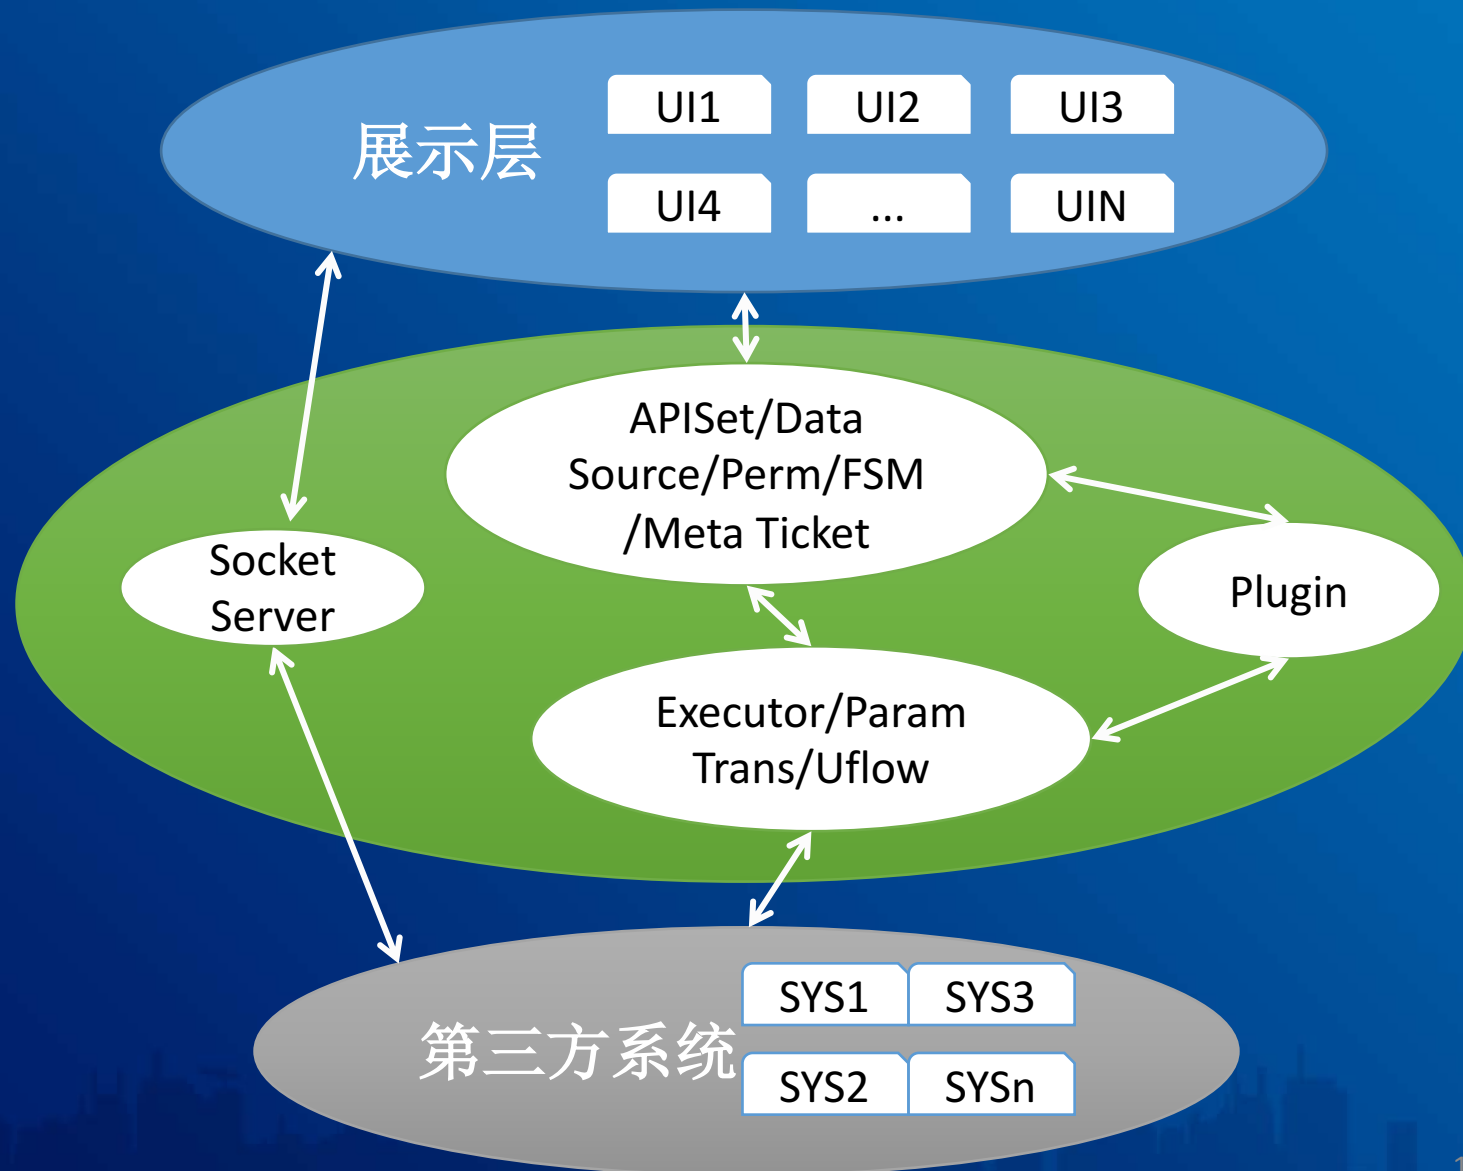 展示层
UI1
UI2
UI3
UI4
...
UIN
APISet/Data
Source/Perm/FSM
/Meta Ticket
Socket
Server
Plugin
Executor/Param
Trans/Uflow
第三方系统
SYS1
SYS3
SYS2
SYSn